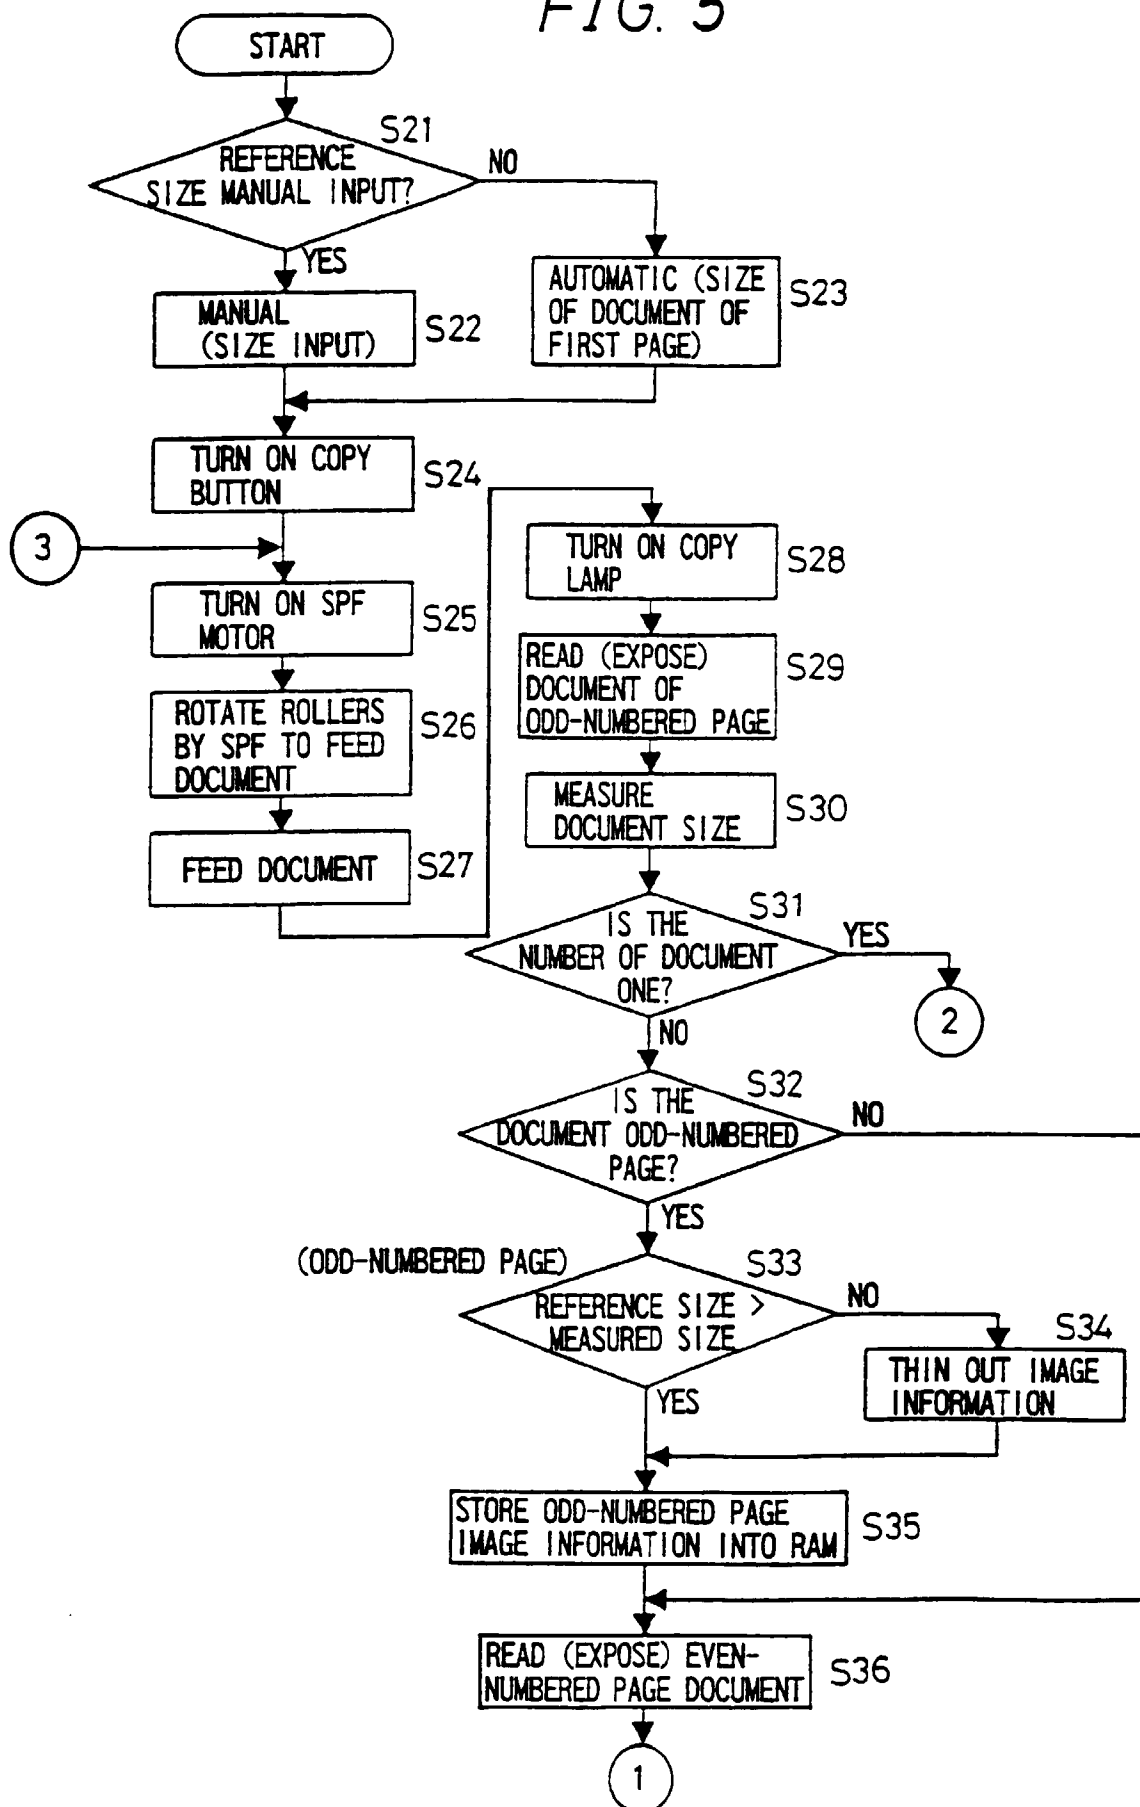 FIG. 5
START
S21
REFERENCE
SIZE MANUAL INPUT?
NO
YES
MANUAL
(SIZE INPUT)
S22
AUTOMATIC (SIZE
OF DOCUMENT OF
FIRST PAGE)
S23
TURN ON COPY
BUTTON
S24
3
TURN ON SPF
MOTOR
S25
ROTATE ROLLERS
BY SPF TO FEED
DOCUMENT
S26
FEED DOCUMENT
S27
TURN ON COPY
LAMP
S28
READ (EXPOSE)
DOCUMENT OF
ODD-NUMBERED PAGE
S29
MEASURE
DOCUMENT SIZE
S30
S31
IS THE
NUMBER OF DOCUMENT
ONE?
YES
2
NO
S32
IS THE
DOCUMENT ODD-NUMBERED
PAGE?
NO
YES
(ODD-NUMBERED PAGE)
S33
REFERENCE SIZE >
MEASURED SIZE
NO
S34
THIN OUT IMAGE
INFORMATION
YES
STORE ODD-NUMBERED PAGE
IMAGE INFORMATION INTO RAM
S35
READ (EXPOSE) EVEN-
NUMBERED PAGE DOCUMENT
S36
1